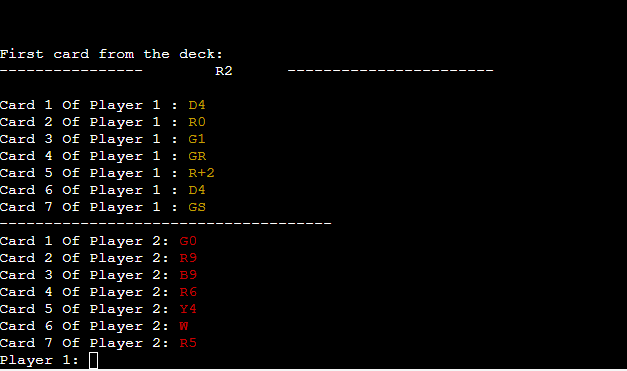 First card from the deck:
---------------- R2 -----------------------
Card 1 Of Player 1 : D4
Card 2 Of Player 1 : R0
Card 3 Of Player 1 : G1
Card 4 Of Player 1 : GR
Card 5 Of Player 1 : R+2
Card 6 Of Player 1 : D4
Card 7 Of Player 1 : GS
-------------------------------------
Card 1 Of Player 2: G0
Card 2 Of Player 2: R9
Card 3 Of Player 2: B9
Card 4 Of Player 2: R6
Card 5 Of Player 2: Y4
Card 6 Of Player 2: W
Card 7 Of Player 2: R5
Player 1: